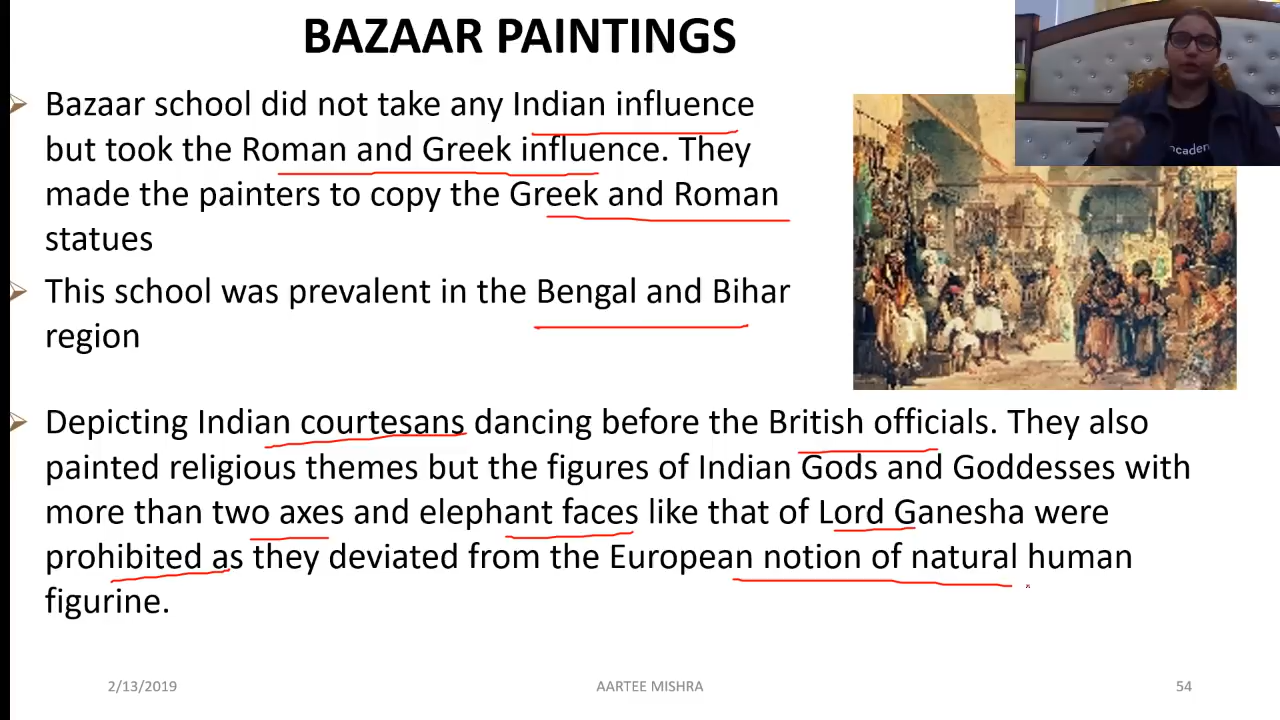 BAZAAR PAINTINGS
Bazaar school did not take any Indian influence
but took the Roman and Greek influence. They
made the painters to copy the Greek and Roman
statues
This school was prevalent in the Bengal and Bihar
region
Depicting Indian courtesans dancing before the British officials. They also
painted religious themes but the figures of Indian Gods and Goddesses with
more than two axes and elephant faces like that of Lord Ganesha were
prohibited as they deviated from the European notion of natural human
figurine.
2/13/2019
AARTEE MISHRA
54